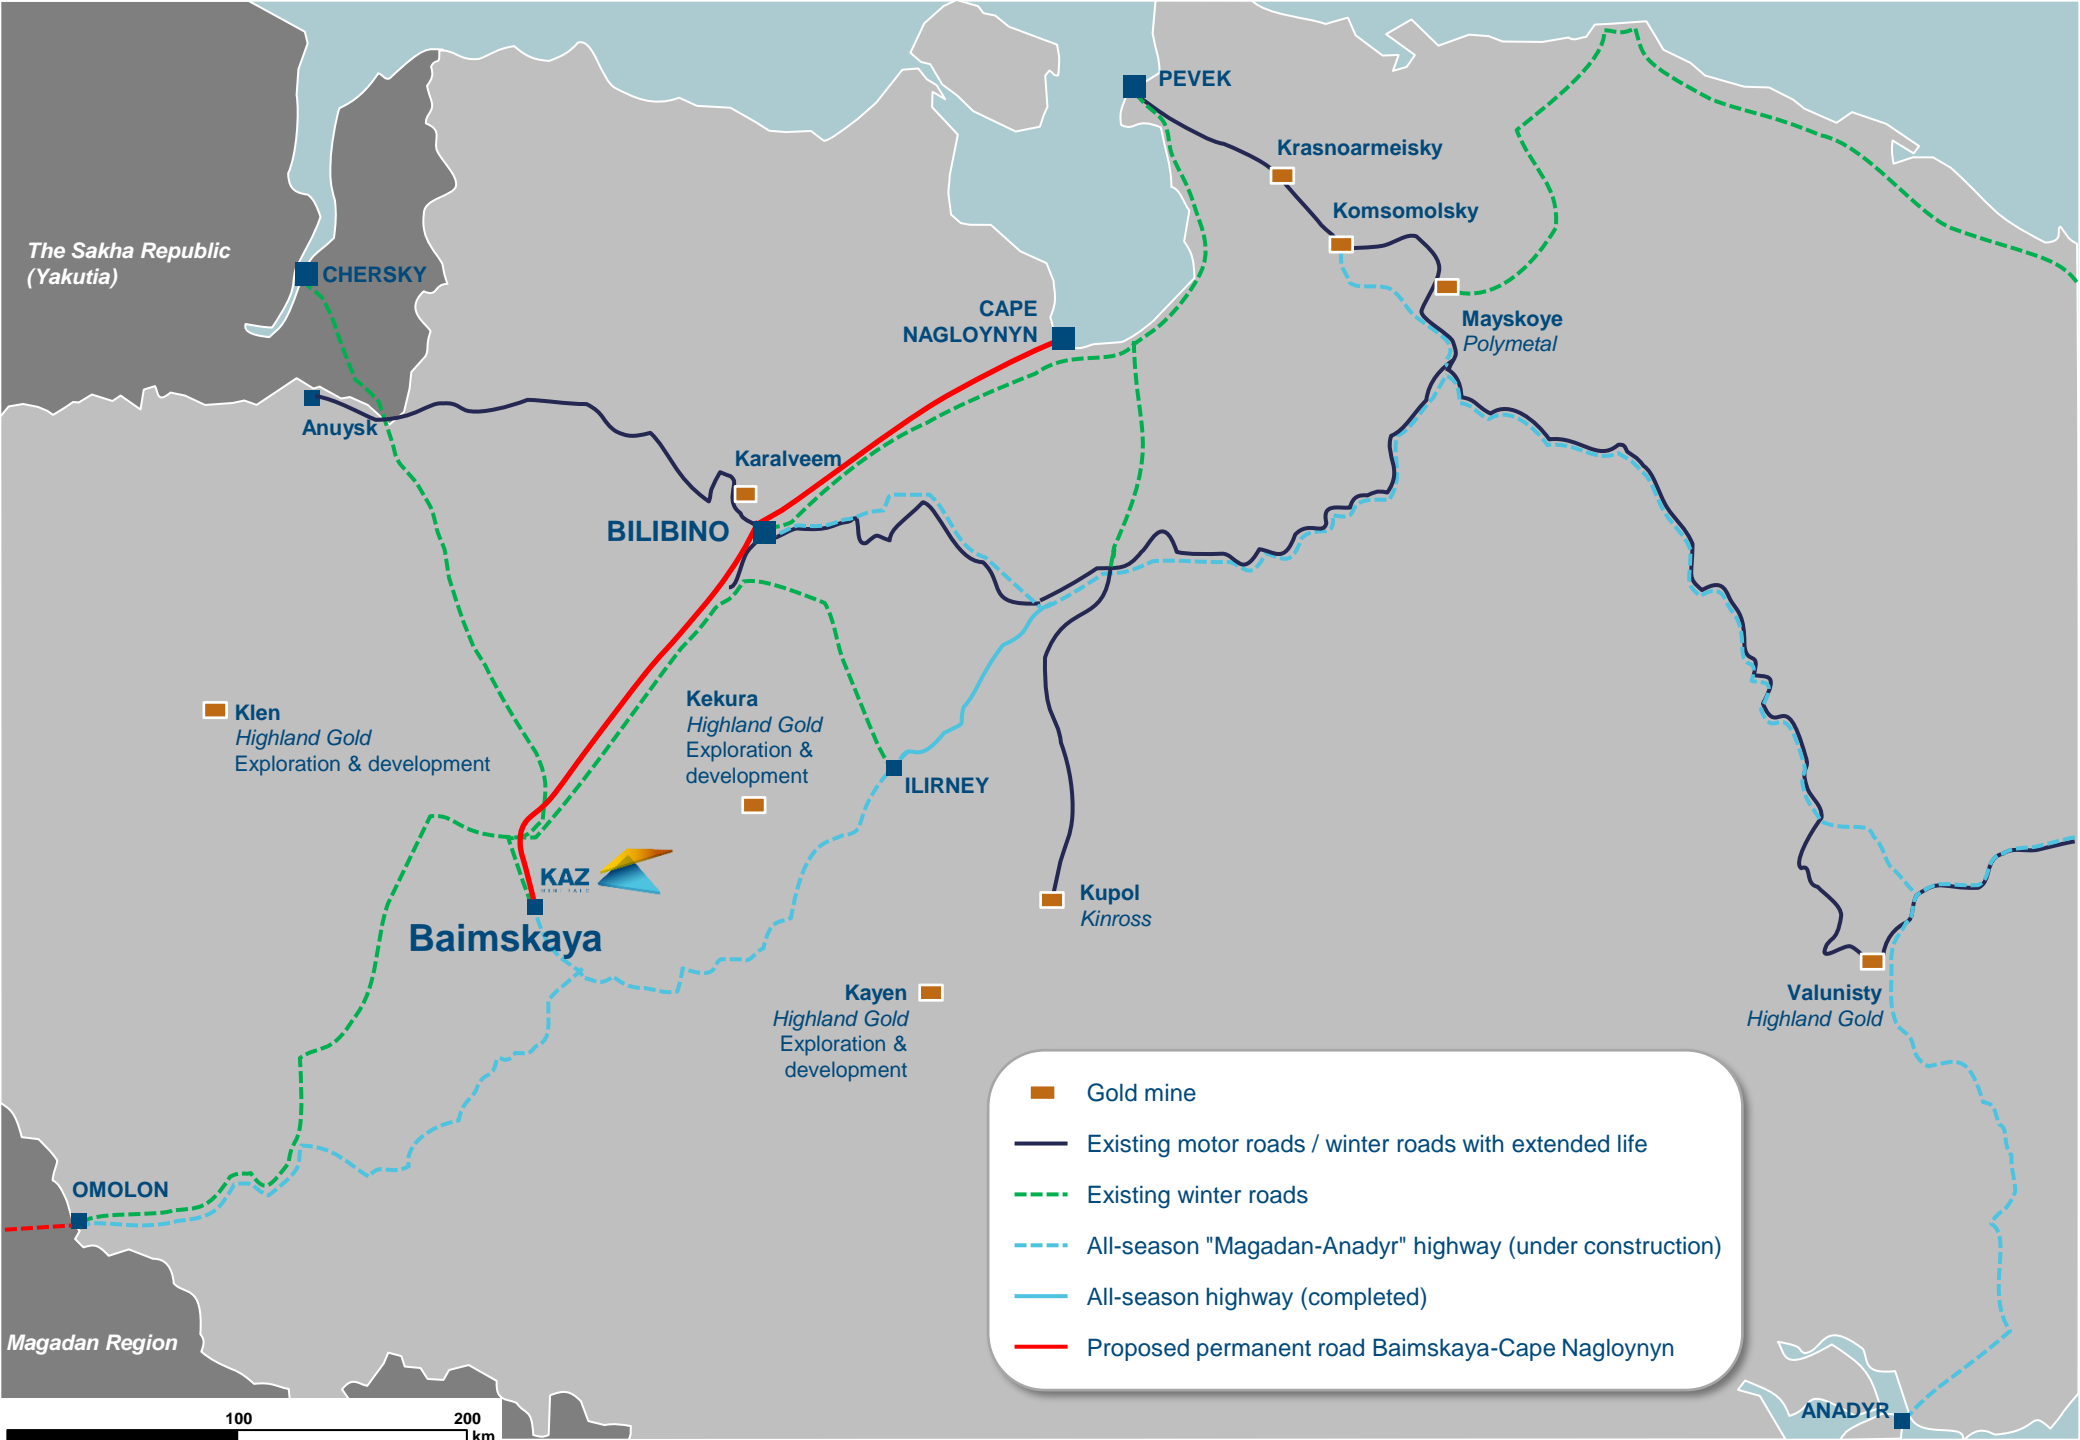 PEVEK
Krasnoarmeisky
Komsomolsky
The Sakha Republic
(Yakutia)
CHERSKY
CAPE
NAGLOYNYN
Mayskoye
Polymetal
Anuysk
Karalveem
BILIBINO
Klen
Highland Gold
Exploration & development
Kekura
Highland Gold
Exploration &
development
ILIRNEY
KAZ
Baimskaya
Kupol
Kinross
Kayen
Highland Gold
Exploration &
development
Valunisty
Highland Gold
OMOLON
Magadan Region
Gold mine
Existing motor roads / winter roads with extended life
Existing winter roads
All-season "Magadan-Anadyr" highway (under construction)
All-season highway (completed)
Proposed permanent road Baimskaya-Cape Nagloynyn
ANADYR
100 200
km